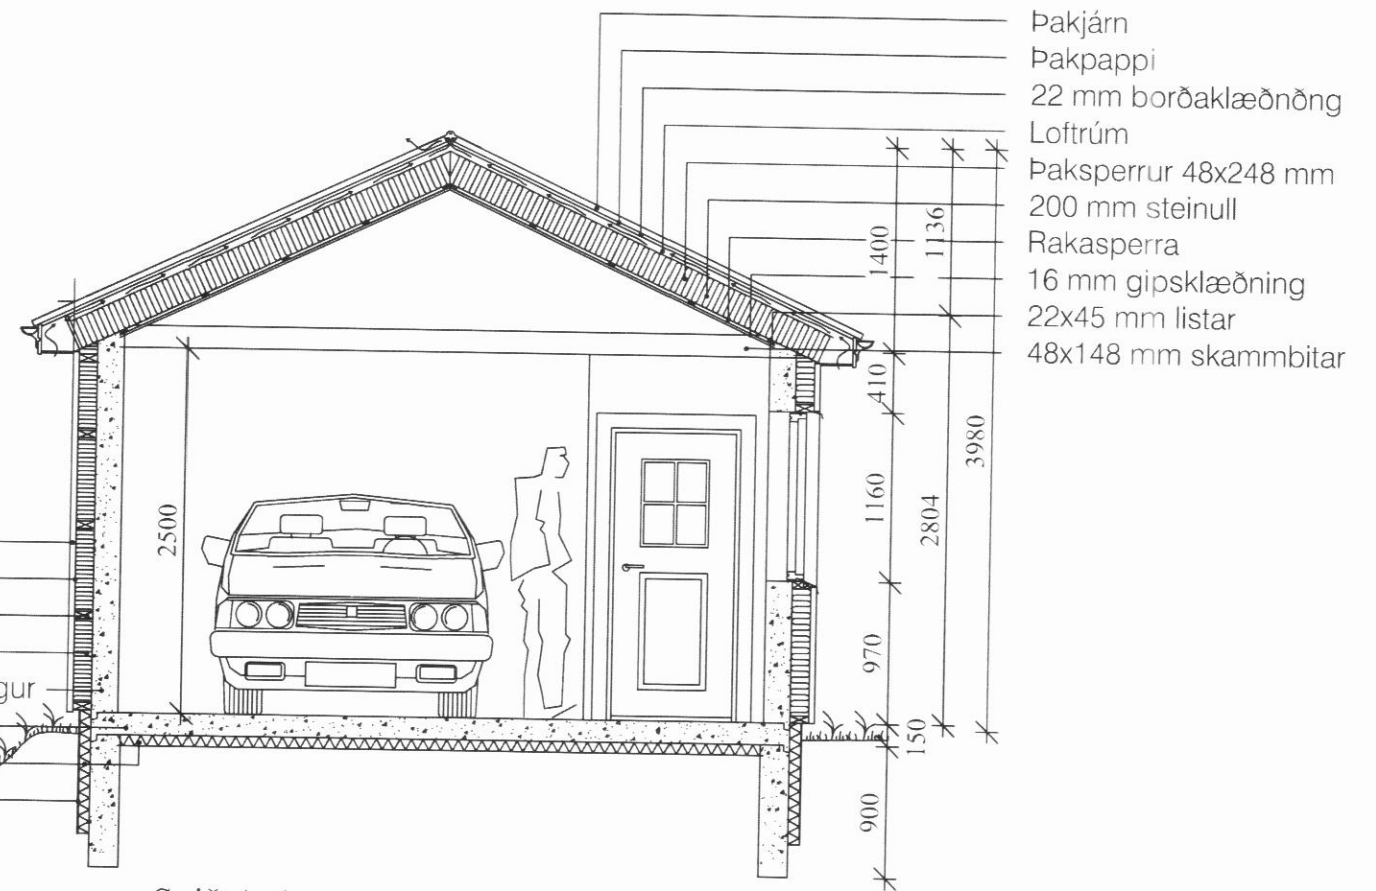 Þakjárn
Þakpappi
22 mm borðaklæðnðng
Loftrúm
Þaksperrur 48x248 mm
200 mm steinull
Rakasperra
16 mm gipsklæðning
22x45 mm listar
48x148 mm skammbitar
1400
1136
410
3980
1160
2804
2500
970
gur
150
900